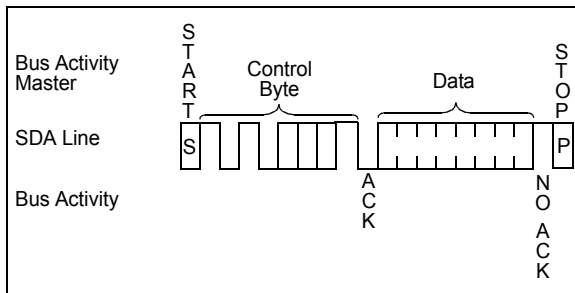 Bus Activity
Master
START
Control
Byte
Data
STOP
SDA Line
S
P
Bus Activity
ACK
NO ACK